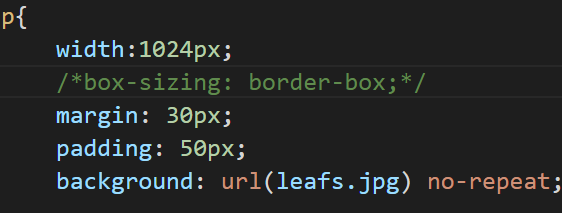 p{
width:1024px;
/*box-sizing: border-box;*/
margin: 30px;
padding: 50px;
background: url(leafs.jpg) no-repeat;